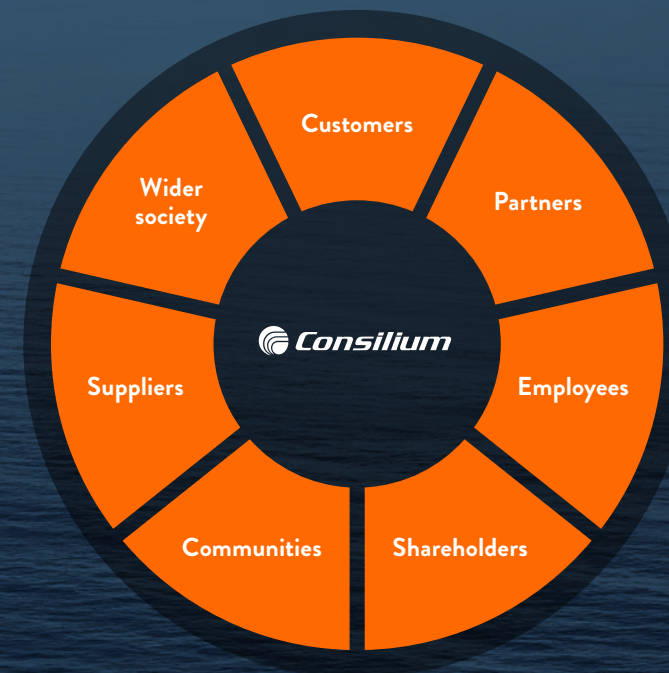 Customers
Partners
Employees
Shareholders
Communities
Suppliers
Wider
society
Consilium